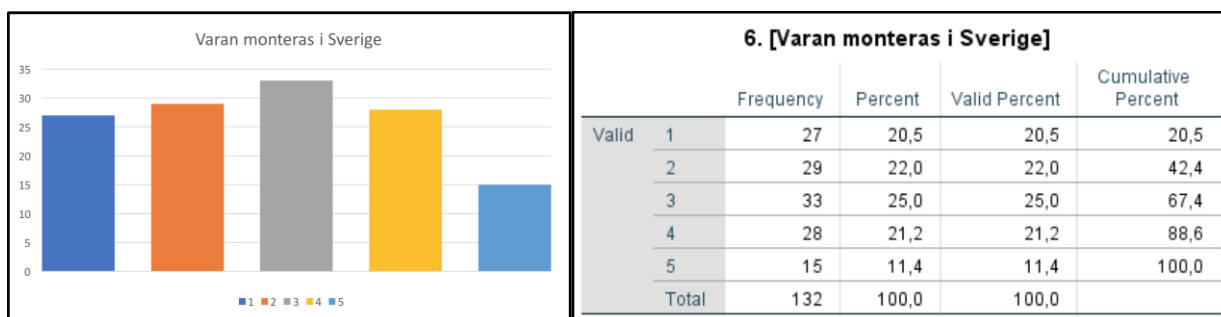 Varan monteras i Sverige
35
30
25
20
15
10
5
0
1 2 3 4 5
6. [Varan monteras i Sverige]
Frequency Percent Valid Percent Cumulative Percent
Valid 1 27 20,5 20,5 20,5
2 29 22,0 22,0 42,4
3 33 25,0 25,0 67,4
4 28 21,2 21,2 88,6
5 15 11,4 11,4 100,0
Total 132 100,0 100,0